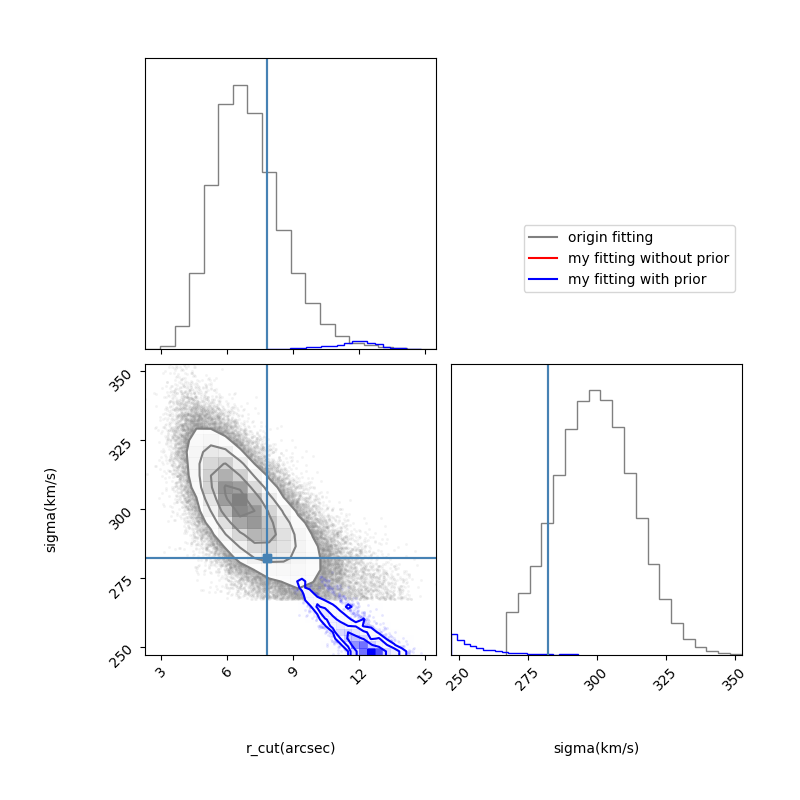 origin fitting
my fitting without prior
my fitting with prior
350
325
300
275
250
sigma(km/s)
3 6 9 12 15
250 275 300 325 350
r_cut(arcsec)
sigma(km/s)